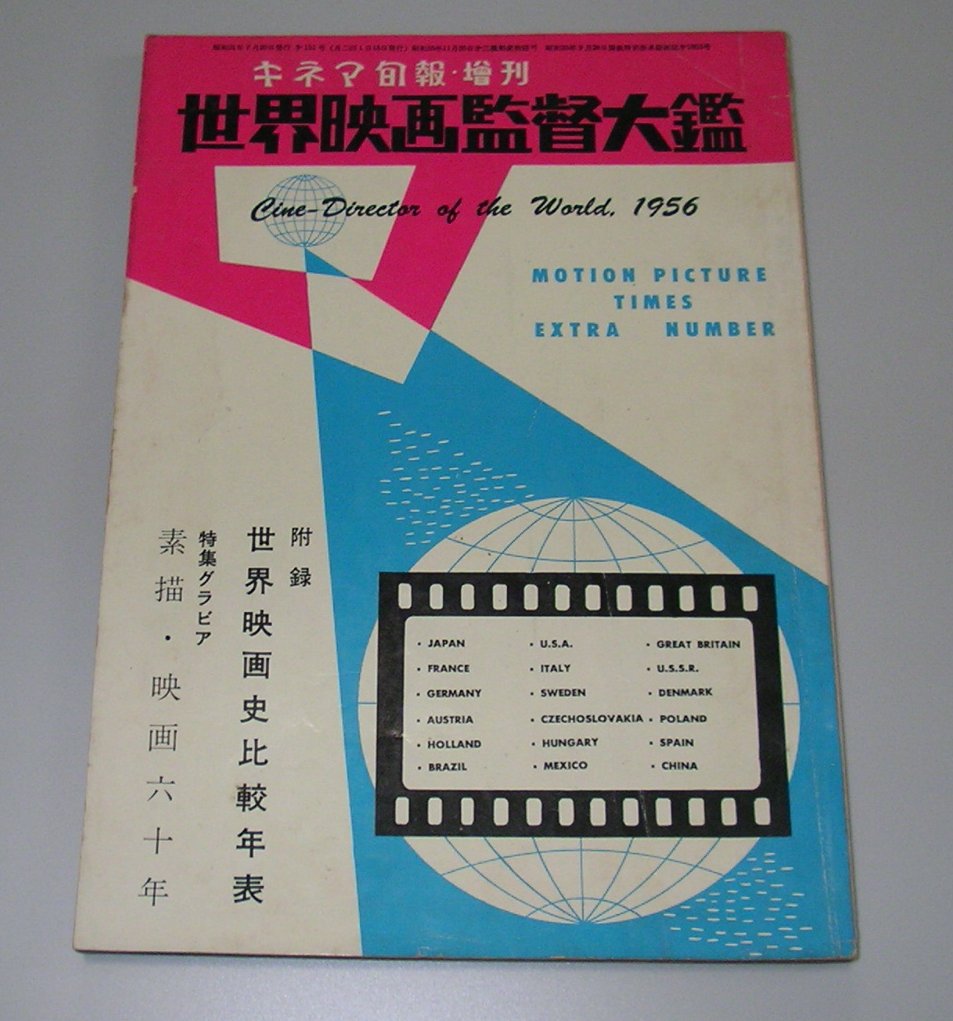 キネマ旬報・増刊
世界映画監督大鑑
Cine-Director of the World, 1956
MOTION PICTURE
TIMES
EXTRA NUMBER
・JAPAN ・U.S.A. ・GREAT BRITAIN
・FRANCE ・ITALY ・U.S.S.R.
・GERMANY ・SWEDEN ・DENMARK
・AUSTRIA ・CZECHOSLOVAKIA ・POLAND
・HOLLAND ・HUNGARY ・SPAIN
・BRAZIL ・MEXICO ・CHINA
附録
世界映画史比較年表
特集グラビア
素描・映画六十年